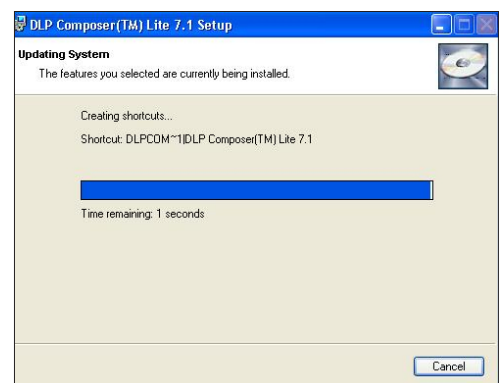 DLP Composer(TM) Lite 7.1 Setup
Updating System
The features you selected are currently being installed.
Creating shortcuts...
Shortcut: DLPCOM~1|DLP Composer(TM) Lite 7.1
Time remaining: 1 seconds
Cancel